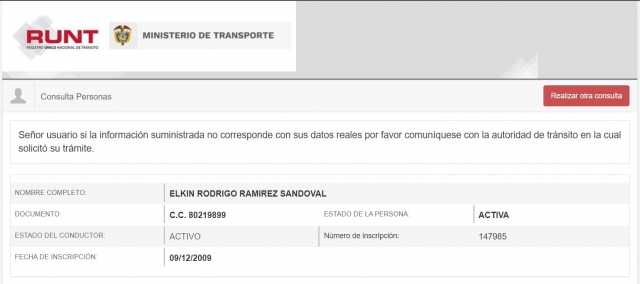 RUNT
REGISTRO ÚNICO NACIONAL DE TRÁNSITO
MINISTERIO DE TRANSPORTE
Consulta Personas
Realizar otra consulta
Señor usuario si la información suministrada no corresponde con sus datos reales por favor comuníquese con la autoridad de tránsito en la cual
solicitó su trámite.
NOMBRE COMPLETO: ELKIN RODRIGO RAMIREZ SANDOVAL
DOCUMENTO: C.C. 80219899 ESTADO DE LA PERSONA: ACTIVA
ESTADO DEL CONDUCTOR: ACTIVO Número de inscripción: 147985
FECHA DE INSCRIPCIÓN: 09/12/2009